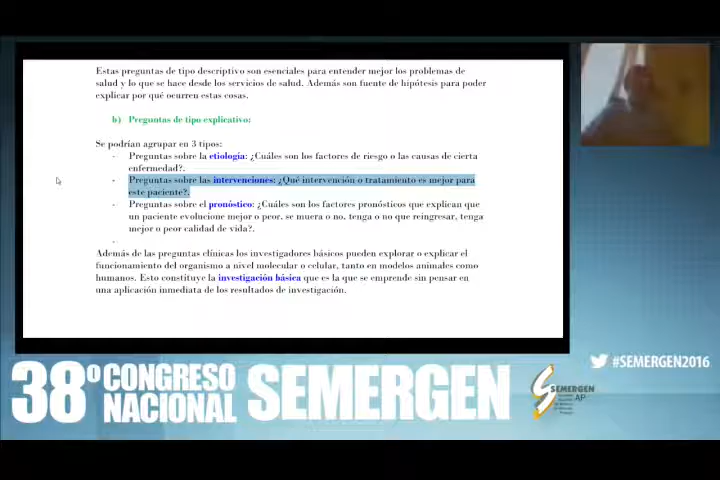 Estas preguntas de tipo descriptivo son esenciales para entender mejor los problemas de
salud y lo que se hace desde los servicios de salud. Además son fuente de hipótesis para poder
explicar por qué ocurren estas cosas.
b) Preguntas de tipo explicativo:
Se podrían agrupar en 3 tipos:
- Preguntas sobre la etiología: ¿Cuáles son los factores de riesgo o las causas de cierta
enfermedad?.
- Preguntas sobre las intervenciones: ¿Qué intervención o tratamiento es mejor para
este paciente?.
- Preguntas sobre el pronóstico: ¿Cuáles son los factores pronósticos que explican que
un paciente evolucione mejor o peor, se muera o no, tenga o no que reingresar, tenga
mejor o peor calidad de vida?.
-
Además de las preguntas clínicas los investigadores básicos pueden explorar o explicar el
funcionamiento del organismo a nivel molecular o celular, tanto en modelos animales como
humanos. Esto constituye la investigación básica que es la que se emprende sin pensar en
una aplicación inmediata de los resultados de investigación.
#SEMERGEN2016
38º CONGRESO NACIONAL SEMERGEN
SEMERGEN
AP